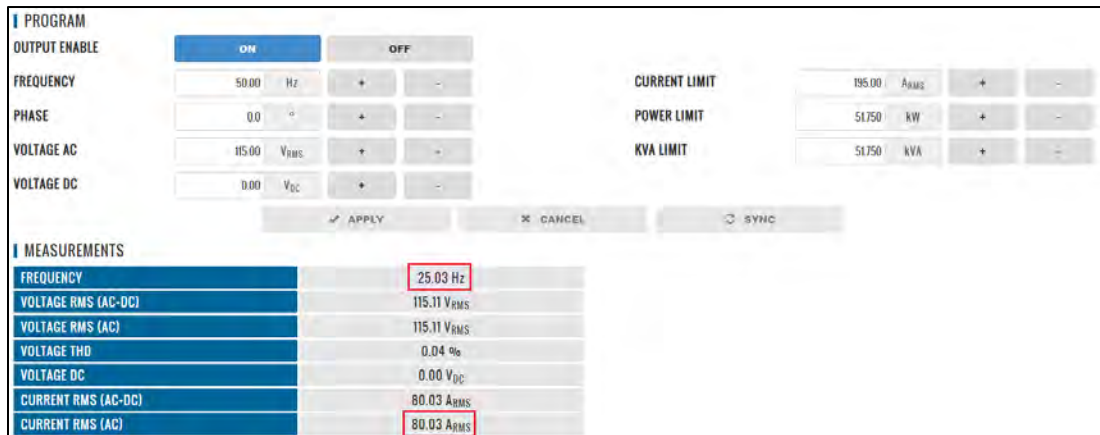 PROGRAM
OUTPUT ENABLE ON OFF
FREQUENCY 50.00 Hz + - CURRENT LIMIT 195.00 ARMS + -
PHASE 0.0 ° + - POWER LIMIT 51.750 kW + -
VOLTAGE AC 115.00 VRMS + - KVA LIMIT 51.750 kVA + -
VOLTAGE DC 0.00 VDC + -
✔ APPLY ✖ CANCEL SYNC
MEASUREMENTS
FREQUENCY 25.03 Hz
VOLTAGE RMS (AC-DC) 115.11 VRMS
VOLTAGE RMS (AC) 115.11 VRMS
VOLTAGE THD 0.04 %
VOLTAGE DC 0.00 VDC
CURRENT RMS (AC-DC) 80.03 ARMS
CURRENT RMS (AC) 80.03 ARMS